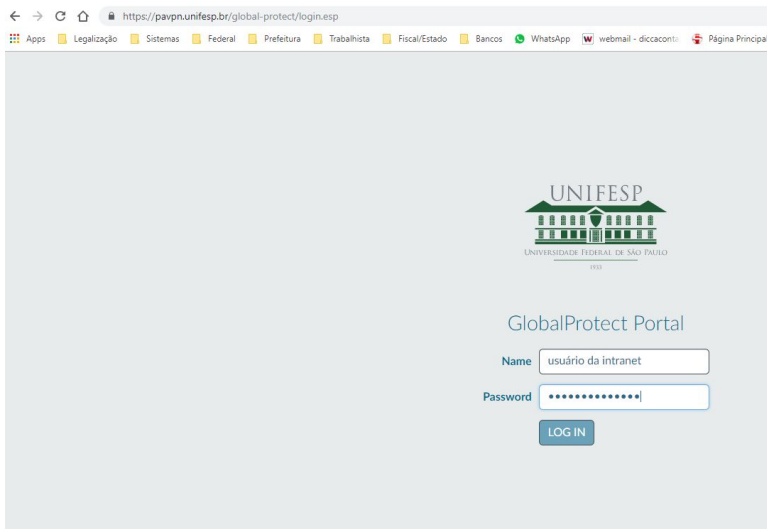 https://pavpn.unifesp.br/global-protect/login.esp
Apps Legalização Sistemas Federal Prefeitura Trabalhista Fiscal/Estado Bancos WhatsApp webmail - diccaconta Página Principal
UNIFESP
UNIVERSIDADE FEDERAL DE SÃO PAULO
1933
GlobalProtect Portal
Name usuário da intranet
Password ••••••••••••••
LOG IN